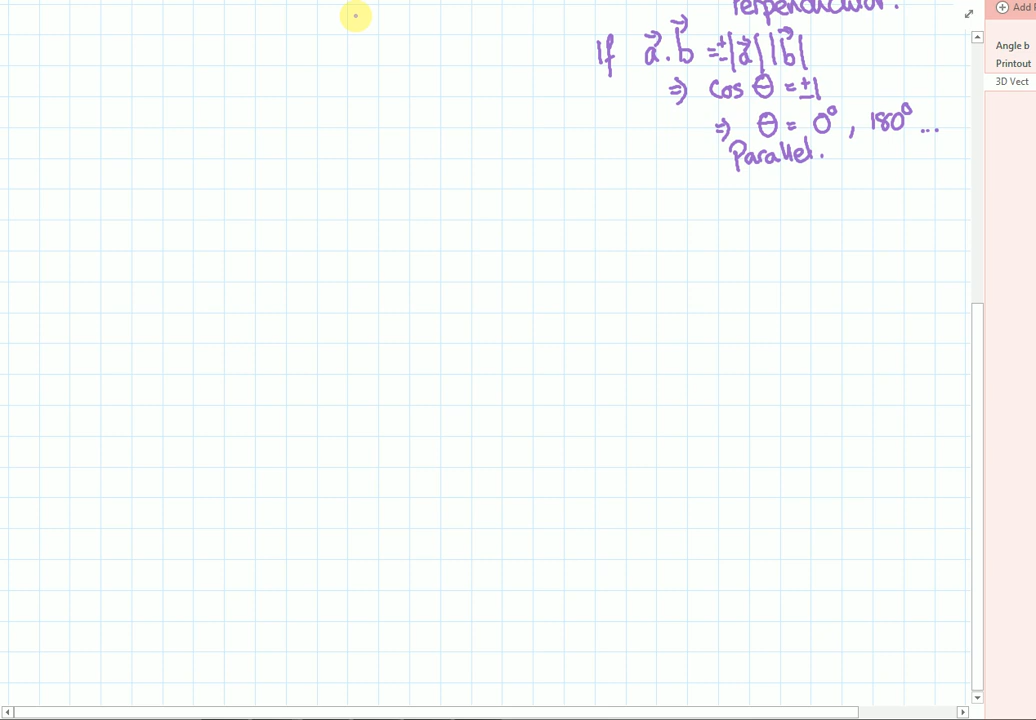 Perpendicular.
If a⃗ . b⃗ = ±|a⃗| |b⃗|
⇒ cos θ = ±1
⇒ θ = 0°, 180° ...
Parallel.
Add
Angle b
Printout
3D Vect